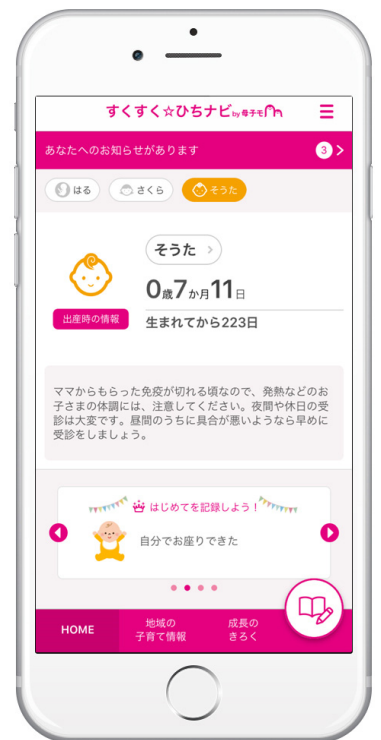 すくすく☆ひちナビ by 母子モ
あなたへのお知らせがあります 3
はる さくら そうた
そうた
0歳7か月11日
出産時の情報
生まれてから223日
ママからもらった免疫が切れる頃なので、発熱などのお
子さまの体調には、注意してください。夜間や休日の受
診は大変です。昼間のうちに具合が悪いようなら早めに
受診をしましょう。
はじめてを記録しよう!
自分でお座りできた
HOME
地域の
子育て情報
成長の
きろく